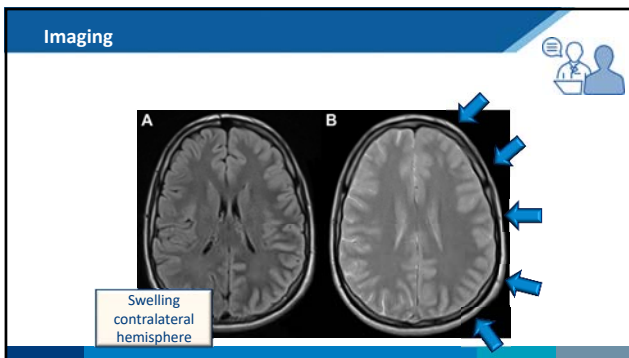 Imaging
A B
Swelling
contralateral
hemisphere